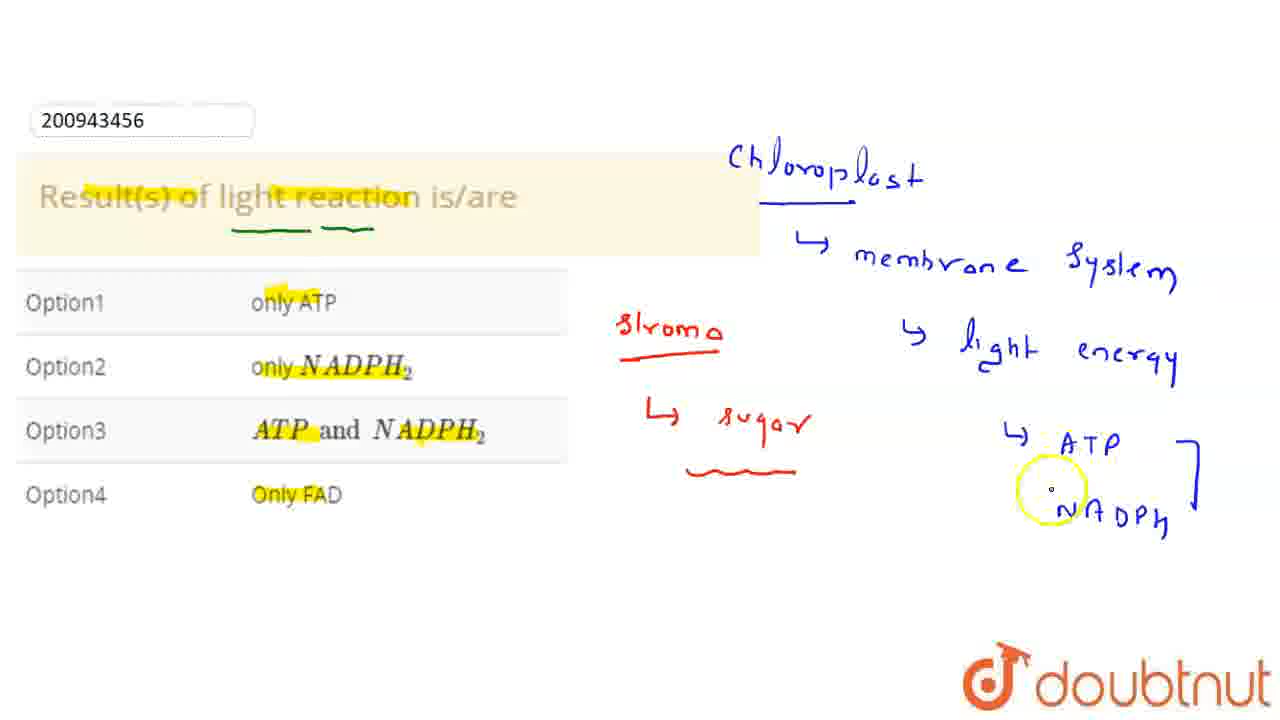 200943456
Result(s) of light reaction is/are
Option1 only ATP
Option2 only NADPH₂
Option3 ATP and NADPH₂
Option4 Only FAD
Chloroplast
↳ membrane system
↳ light energy
↳ ATP
NADPH
stroma
↳ sugar
doubtnut